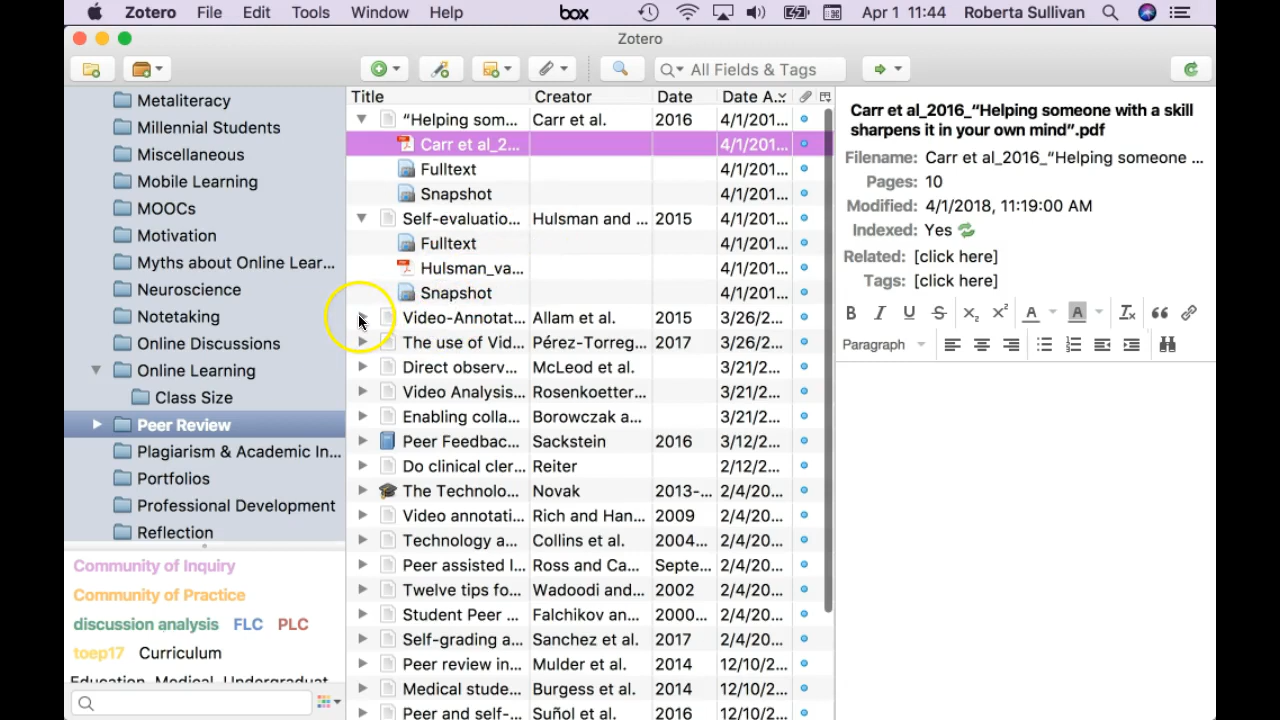 Zotero File Edit Tools Window Help box Apr 1 11:44 Roberta Sullivan
Zotero
All Fields & Tags
Metaliteracy
Millennial Students
Miscellaneous
Mobile Learning
MOOCs
Motivation
Myths about Online Lear...
Neuroscience
Notetaking
Online Discussions
Online Learning
Class Size
Peer Review
Plagiarism & Academic In...
Portfolios
Professional Development
Reflection
Community of Inquiry
Community of Practice
discussion analysis FLC PLC
toep17 Curriculum
Education, Medical, Undergraduat
Title Creator Date Date A...
“Helping som... Carr et al. 2016 4/1/201...
Carr et al_2... 4/1/201...
Fulltext 4/1/201...
Snapshot 4/1/201...
Self-evaluatio... Hulsman and ... 2015 4/1/201...
Fulltext 4/1/201...
Hulsman_va... 4/1/201...
Snapshot 4/1/201...
Video-Annotat... Allam et al. 2015 3/26/2...
The use of Vid... Pérez-Torreg... 2017 3/26/2...
Direct observ... McLeod et al. 3/21/2...
Video Analysis... Rosenkoetter... 3/21/2...
Enabling colla... Borowczak a... 3/21/2...
Peer Feedbac... Sackstein 2016 3/12/2...
Do clinical cler... Reiter 2/12/2...
The Technolo... Novak 2013-... 2/4/20...
Video annotati... Rich and Han... 2009 2/4/20...
Technology a... Collins et al. 2004... 2/4/20...
Peer assisted l... Ross and Ca... Septe... 2/4/20...
Twelve tips fo... Wadoodi and... 2002 2/4/20...
Student Peer ... Falchikov an... 2000... 2/4/20...
Self-grading a... Sanchez et al. 2017 2/4/20...
Peer review in... Mulder et al. 2014 12/10/2...
Medical stude... Burgess et al. 2014 12/10/2...
Peer and self-... Suñol et al. 2016 12/10/2...
Carr et al_2016_“Helping someone with a skill
sharpens it in your own mind”.pdf
Filename: Carr et al_2016_“Helping someone ...
Pages: 10
Modified: 4/1/2018, 11:19:00 AM
Indexed: Yes
Related: [click here]
Tags: [click here]
B I U S X₂ X² A A Tx
Paragraph